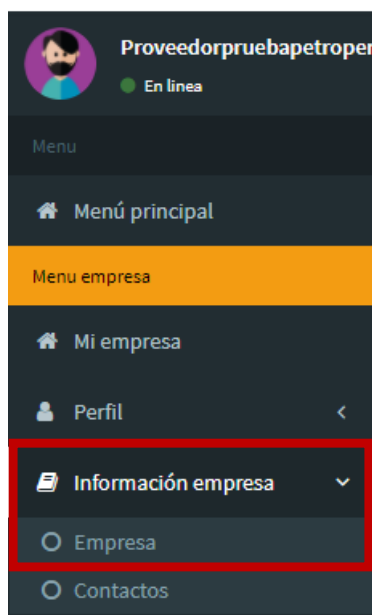 Proveedorpruebapetroper
En linea
Menu
Menú principal
Menu empresa
Mi empresa
Perfil
Información empresa
Empresa
Contactos